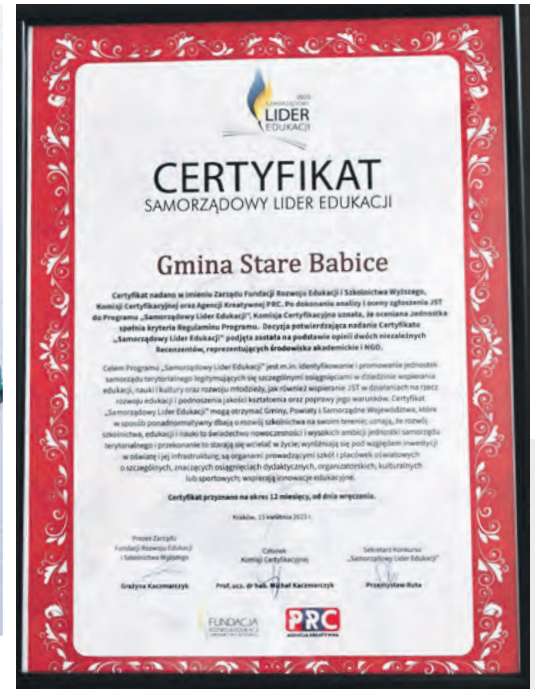 2023
SAMORZĄDOWY
LIDER
EDUKACJI
CERTYFIKAT
SAMORZĄDOWY LIDER EDUKACJI
Gmina Stare Babice
Certyfikat nadano w imieniu Zarządu Fundacji Rozwoju Edukacji i Szkolnictwa Wyższego,
Komisji Certyfikacyjnej oraz Agencji Kreatywnej PRC. Po dokonaniu analizy i oceny zgłoszenia JST
do Programu „Samorządowy Lider Edukacji”, Komisja Certyfikacyjna uznała, że oceniana Jednostka
spełnia kryteria Regulaminu Programu. Decyzja potwierdzająca nadanie Certyfikatu
„Samorządowy Lider Edukacji” podjęta została na podstawie opinii dwóch niezależnych
Recenzentów, reprezentujących środowiska akademickie i NGO.
Celem Programu „Samorządowy Lider Edukacji” jest m.in. identyfikowanie i promowanie jednostek
samorządu terytorialnego legitymujących się szczególnymi osiągnięciami w dziedzinie wspierania
edukacji, nauki i kultury oraz rozwoju młodzieży, jak również wspieranie JST w działaniach na rzecz
rozwoju edukacji i podnoszenia jakości kształcenia oraz poprawy jego warunków. Certyfikat
„Samorządowy Lider Edukacji” mogą otrzymać Gminy, Powiaty i Samorządne Województwa, które
w sposób ponadnormatywny dbają o rozwój szkolnictwa na swoim terenie; uznają, że rozwój
szkolnictwa, edukacji i nauki to świadectwo nowoczesności i wysokich ambicji jednostki samorządu
terytorialnego i przekonanie to starają się wcielać w życie; wyróżniają się pod względem inwestycji
w oświatę i jej infrastrukturę; są organami prowadzącymi szkół i placówek oświatowych
o szczególnych, znaczących osiągnięciach dydaktycznych, organizatorskich, kulturalnych
lub sportowych; wspierają innowacje edukacyjne.
Certyfikat przyznano na okres 12 miesięcy, od dnia wręczenia.
Kraków, 13 kwietnia 2023 r.
Prezes Zarządu
Fundacji Rozwoju Edukacji
i Szkolnictwa Wyższego
Grażyna Kaczmarczyk
Członek
Komisji Certyfikacyjnej
Prof. ucz. dr hab. Michał Kaczmarczyk
Sekretarz Konkursu
„Samorządowy Lider Edukacji”
Przemysław Ruta
FUNDACJA
ROZWOJU EDUKACJI
I SZKOLNICTWA WYŻSZEGO
PRC
AGENCJA KREATYWNA